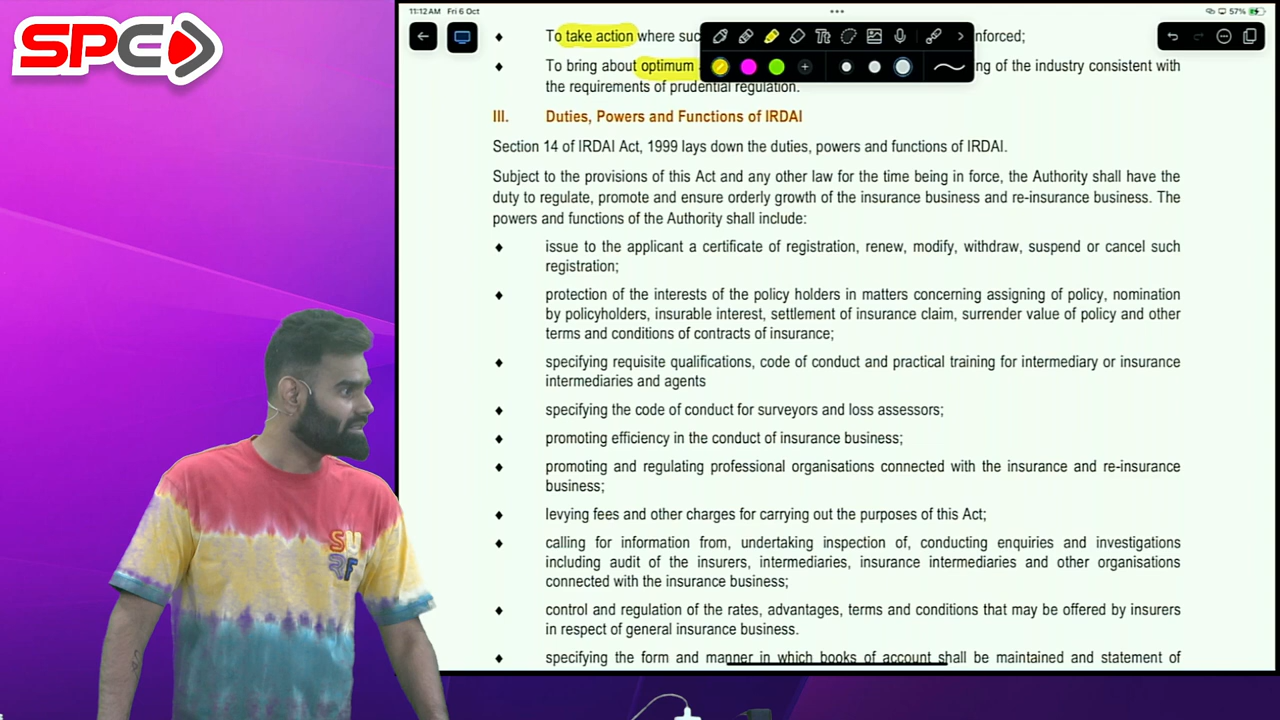 SPC
11:12AM Fri 6 Oct
57%
♦ To take action where suc
nforced;
♦ To bring about optimum
ng of the industry consistent with
the requirements of prudential regulation.
III. Duties, Powers and Functions of IRDAI
Section 14 of IRDAI Act, 1999 lays down the duties, powers and functions of IRDAI.
Subject to the provisions of this Act and any other law for the time being in force, the Authority shall have the
duty to regulate, promote and ensure orderly growth of the insurance business and re-insurance business. The
powers and functions of the Authority shall include:
♦ issue to the applicant a certificate of registration, renew, modify, withdraw, suspend or cancel such
registration;
♦ protection of the interests of the policy holders in matters concerning assigning of policy, nomination
by policyholders, insurable interest, settlement of insurance claim, surrender value of policy and other
terms and conditions of contracts of insurance;
♦ specifying requisite qualifications, code of conduct and practical training for intermediary or insurance
intermediaries and agents
♦ specifying the code of conduct for surveyors and loss assessors;
♦ promoting efficiency in the conduct of insurance business;
♦ promoting and regulating professional organisations connected with the insurance and re-insurance
business;
♦ levying fees and other charges for carrying out the purposes of this Act;
♦ calling for information from, undertaking inspection of, conducting enquiries and investigations
including audit of the insurers, intermediaries, insurance intermediaries and other organisations
connected with the insurance business;
♦ control and regulation of the rates, advantages, terms and conditions that may be offered by insurers
in respect of general insurance business.
♦ specifying the form and manner in which books of account shall be maintained and statement of
SURF